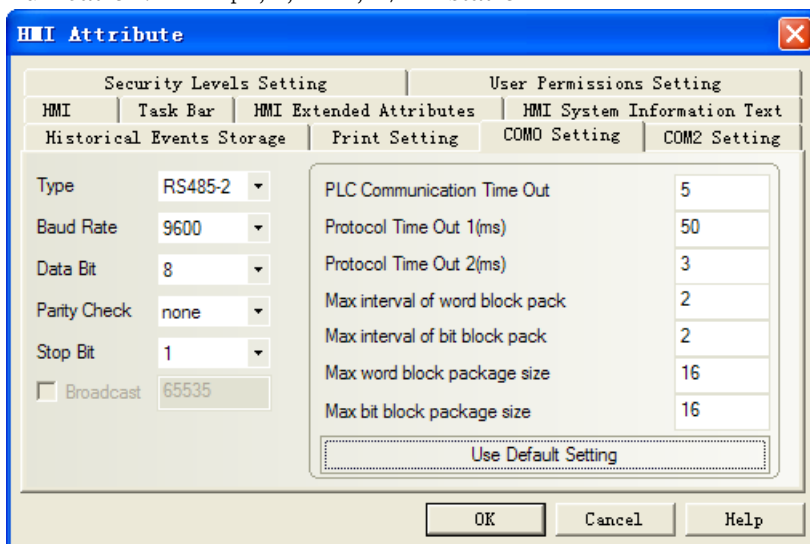 HMI Attribute
Security Levels Setting User Permissions Setting
HMI Task Bar HMI Extended Attributes HMI System Information Text
Historical Events Storage Print Setting COM0 Setting COM2 Setting
Type RS485-2 PLC Communication Time Out 5
Baud Rate 9600 Protocol Time Out 1(ms) 50
Data Bit 8 Protocol Time Out 2(ms) 3
Parity Check none Max interval of word block pack 2
Stop Bit 1 Max interval of bit block pack 2
Broadcast 65535 Max word block package size 16
Max bit block package size 16
Use Default Setting
OK Cancel Help